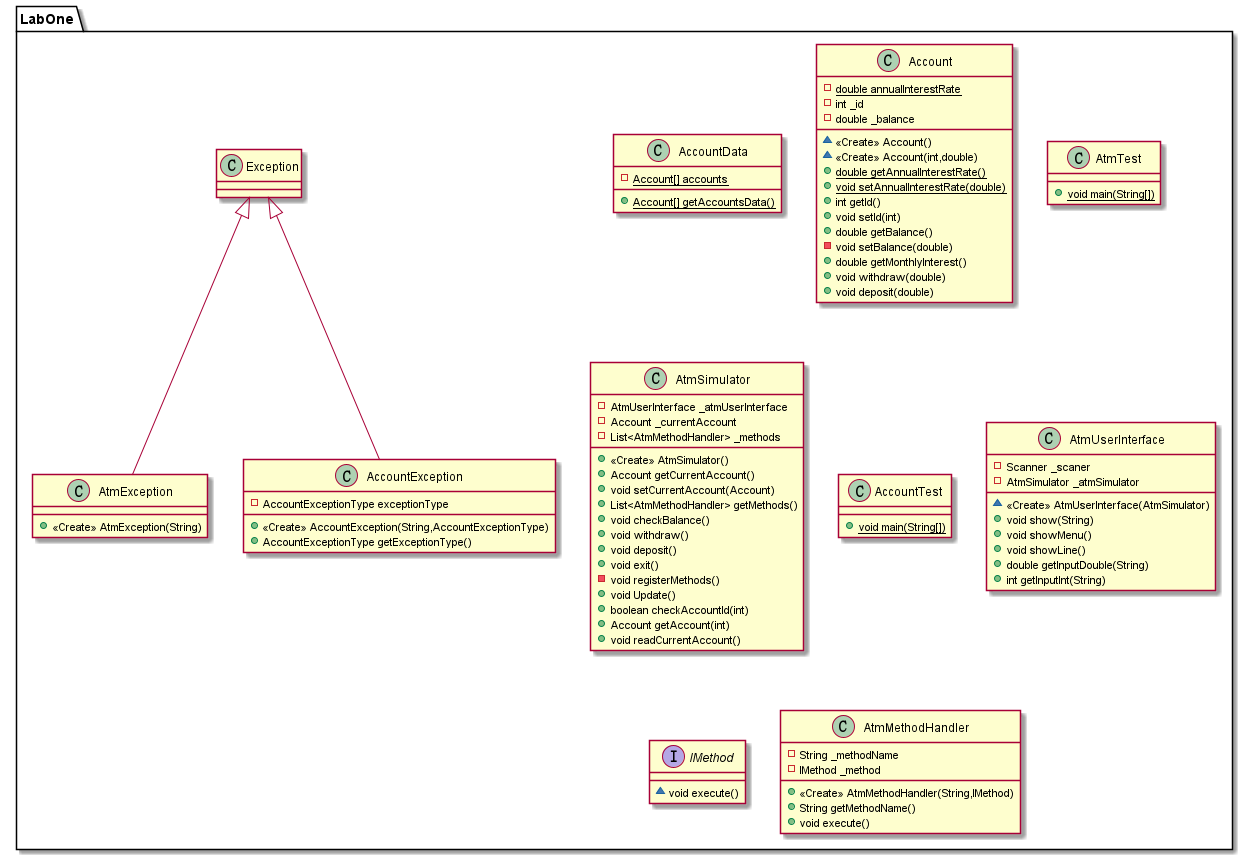 LabOne
C Exception
C AccountData
Account[] accounts
Account[] getAccountsData()
C Account
double annualInterestRate
int _id
double _balance
«Create» Account()
«Create» Account(int,double)
double getAnnualInterestRate()
void setAnnualInterestRate(double)
int getId()
void setId(int)
double getBalance()
void setBalance(double)
double getMonthlyInterest()
void withdraw(double)
void deposit(double)
C AtmTest
void main(String[])
C AtmException
«Create» AtmException(String)
C AccountException
AccountExceptionType exceptionType
«Create» AccountException(String,AccountExceptionType)
AccountExceptionType getExceptionType()
C AtmSimulator
AtmUserInterface _atmUserInterface
Account _currentAccount
List<AtmMethodHandler> _methods
«Create» AtmSimulator()
Account getCurrentAccount()
void setCurrentAccount(Account)
List<AtmMethodHandler> getMethods()
void checkBalance()
void withdraw()
void deposit()
void exit()
void registerMethods()
void Update()
boolean checkAccountId(int)
Account getAccount(int)
void readCurrentAccount()
C AccountTest
void main(String[])
C AtmUserInterface
Scanner _scaner
AtmSimulator _atmSimulator
«Create» AtmUserInterface(AtmSimulator)
void show(String)
void showMenu()
void showLine()
double getInputDouble(String)
int getInputInt(String)
I IMethod
void execute()
C AtmMethodHandler
String _methodName
IMethod _method
«Create» AtmMethodHandler(String,IMethod)
String getMethodName()
void execute()